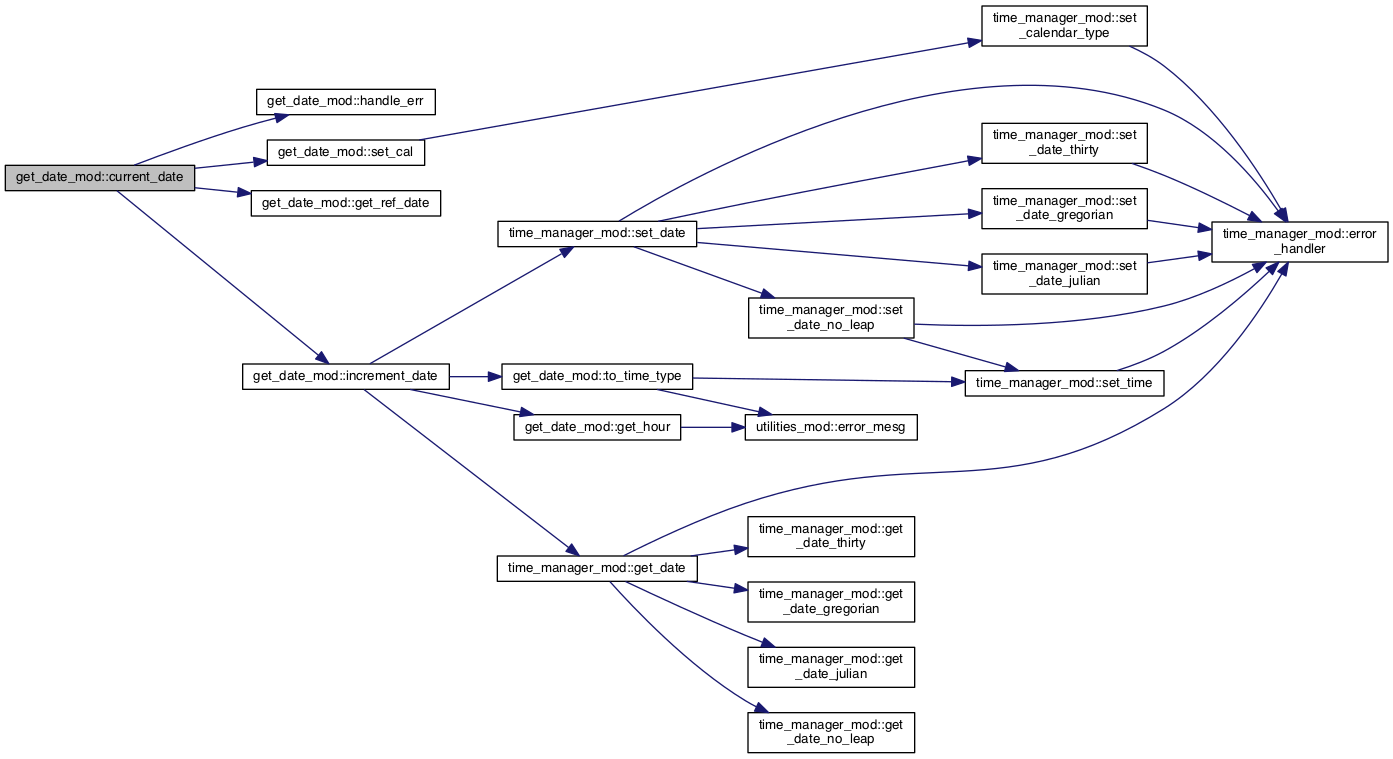 time_manager_mod::set
_calendar_type
get_date_mod::handle_err
get_date_mod::set_cal
get_date_mod::current_date
get_date_mod::get_ref_date
time_manager_mod::set
_date_thirty
time_manager_mod::set
_date_gregorian
time_manager_mod::set_date
time_manager_mod::error
_handler
time_manager_mod::set
_date_julian
time_manager_mod::set
_date_no_leap
get_date_mod::increment_date
get_date_mod::to_time_type
time_manager_mod::set_time
get_date_mod::get_hour
utilities_mod::error_mesg
time_manager_mod::get
_date_thirty
time_manager_mod::get_date
time_manager_mod::get
_date_gregorian
time_manager_mod::get
_date_julian
time_manager_mod::get
_date_no_leap